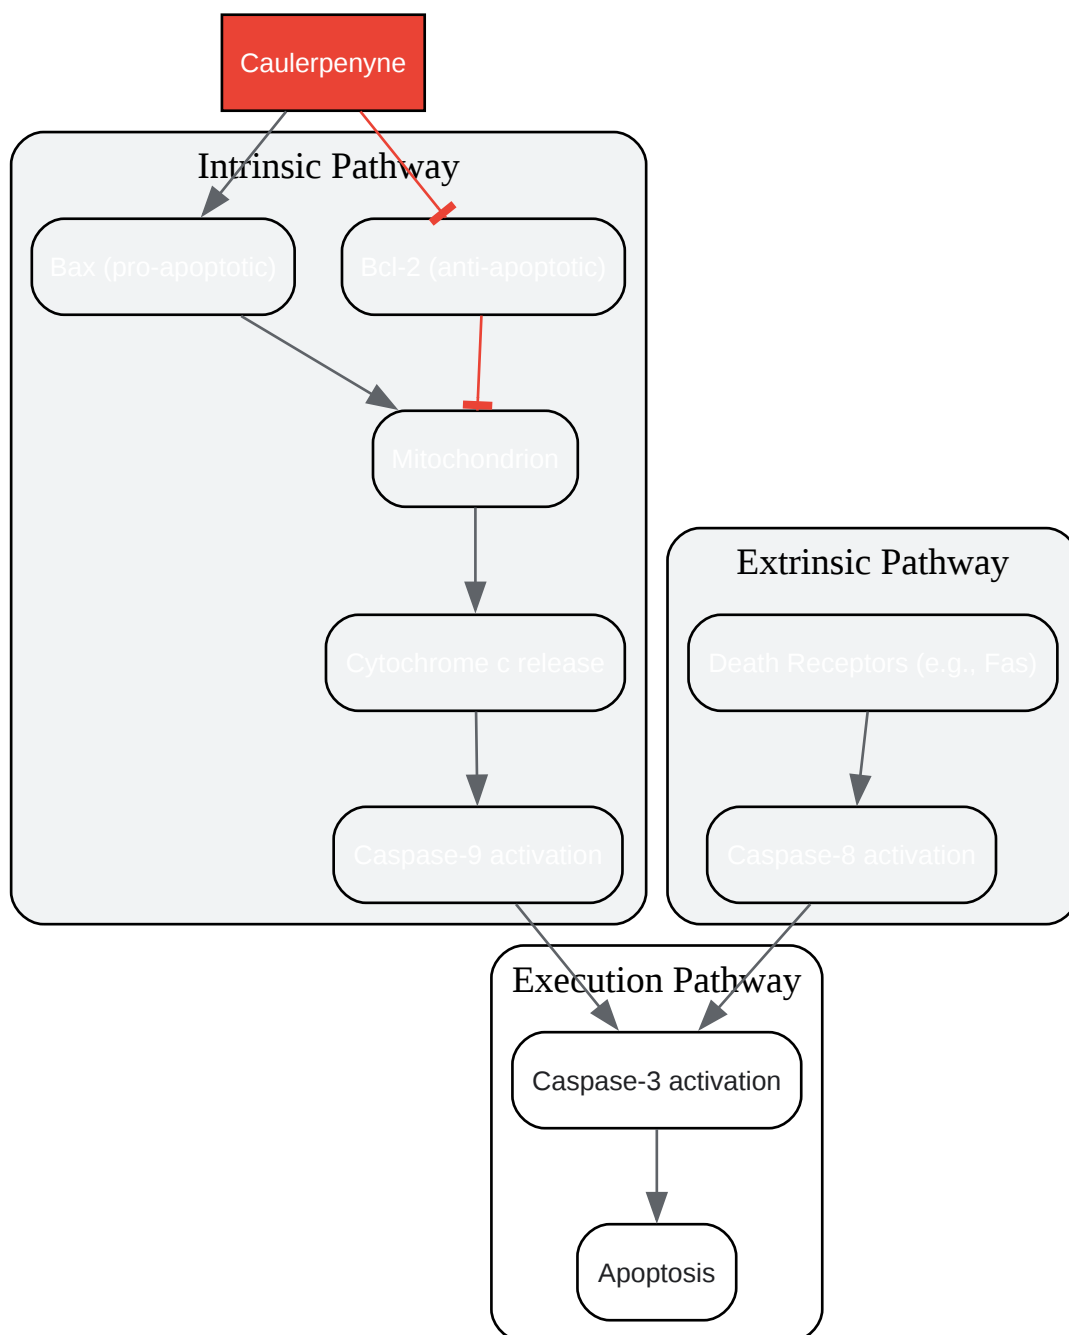 Caulerpenyne
Intrinsic Pathway
Bax (pro-apoptotic)
Bcl-2 (anti-apoptotic)
Mitochondrion
Extrinsic Pathway
Cytochrome c release
Death Receptors (e.g., Fas)
Caspase-9 activation
Caspase-8 activation
Execution Pathway
Caspase-3 activation
Apoptosis